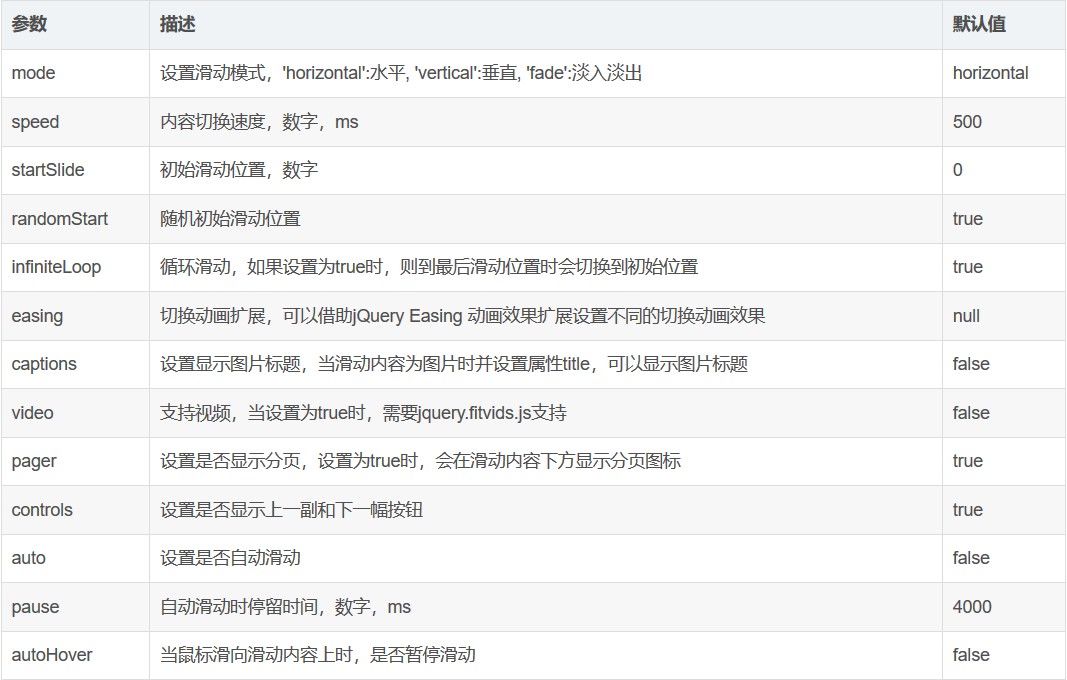 参数 描述 默认值
mode 设置滑动模式，'horizontal':水平, 'vertical':垂直, 'fade':淡入淡出 horizontal
speed 内容切换速度，数字，ms 500
startSlide 初始滑动位置，数字 0
randomStart 随机初始滑动位置 true
infiniteLoop 循环滑动，如果设置为true时，则到最后滑动位置时会切换到初始位置 true
easing 切换动画扩展，可以借助jQuery Easing 动画效果扩展设置不同的切换动画效果 null
captions 设置显示图片标题，当滑动内容为图片时并设置属性title，可以显示图片标题 false
video 支持视频，当设置为true时，需要jquery.fitvids.js支持 false
pager 设置是否显示分页，设置为true时，会在滑动内容下方显示分页图标 true
controls 设置是否显示上一副和下一幅按钮 true
auto 设置是否自动滑动 false
pause 自动滑动时停留时间，数字，ms 4000
autoHover 当鼠标滑向滑动内容上时，是否暂停滑动 false